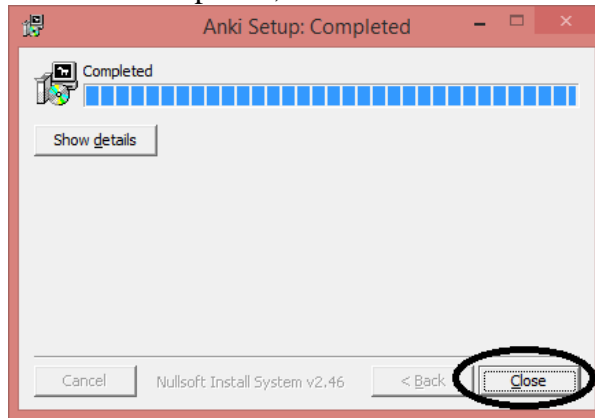 Anki Setup: Completed
Completed
Show details
Cancel
Nullsoft Install System v2.46
< Back
Close